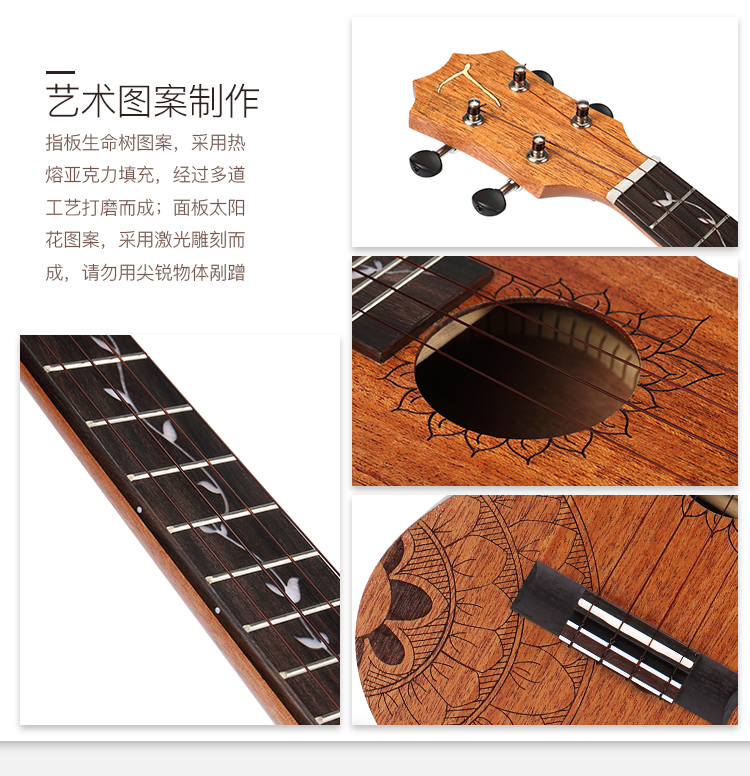 艺术图案制作
指板生命树图案，采用热
熔亚克力填充，经过多道
工艺打磨而成；面板太阳
花图案，采用激光雕刻而
成，请勿用尖锐物体剐蹭